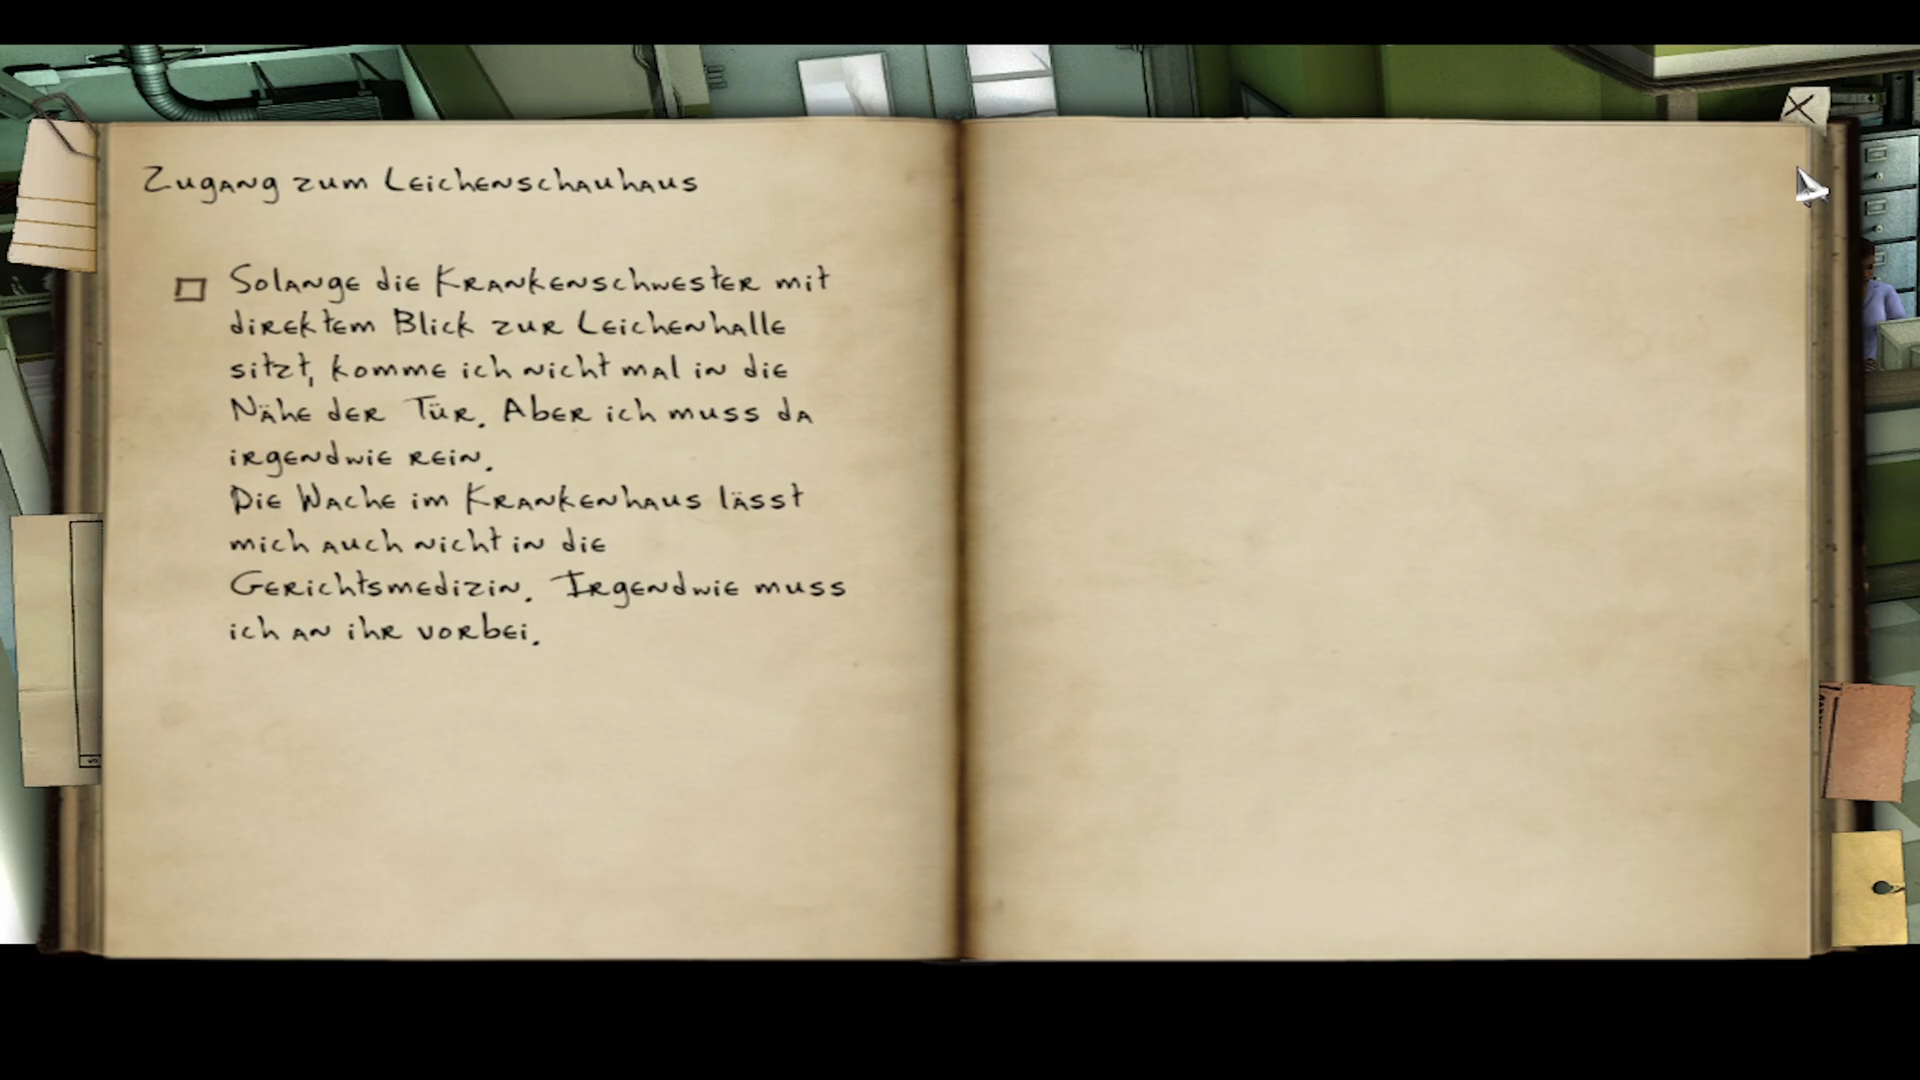 Zugang zum Leichenschauhaus
Solange die Krankenschwester mit
direktem Blick zur Leichenhalle
sitzt, komme ich nicht mal in die
Nähe der Tür. Aber ich muss da
irgendwie rein.
Die Wache im Krankenhaus lässt
mich auch nicht in die
Gerichtsmedizin. Irgendwie muss
ich an ihr vorbei.